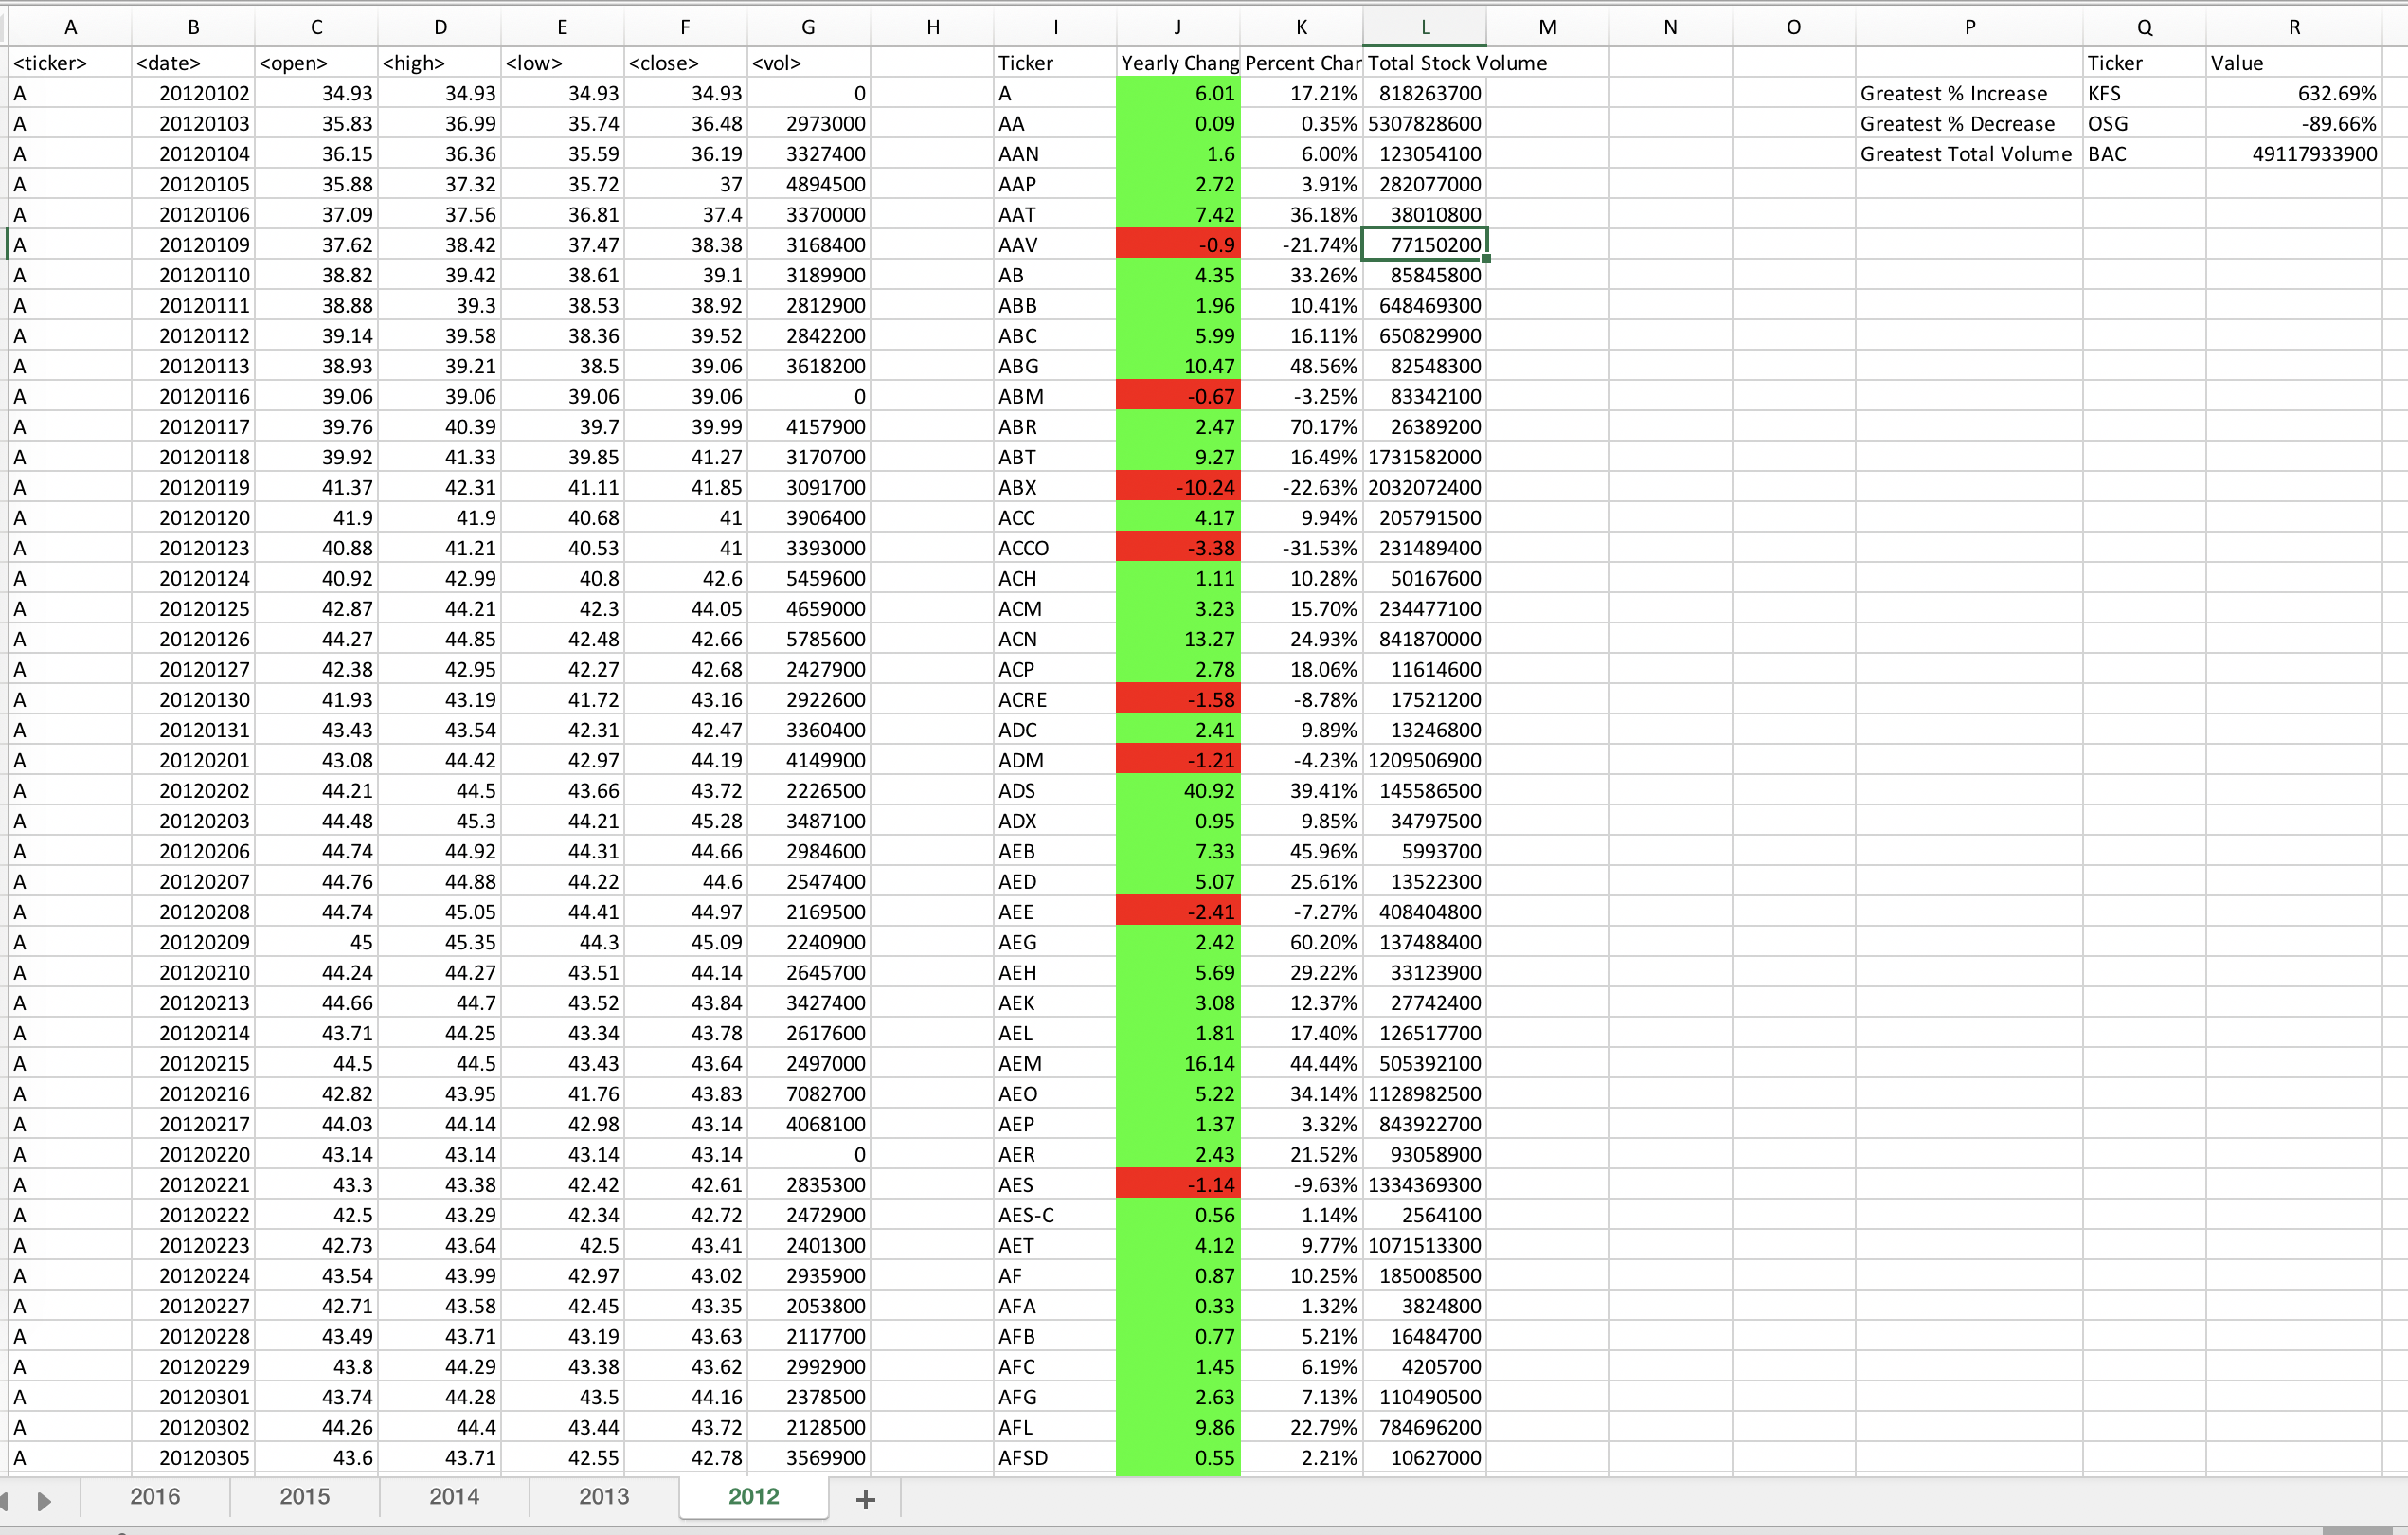 A B C D E F G H I J K L M N O P Q R
<ticker> <date> <open> <high> <low> <close> <vol> Ticker Yearly Chang Percent Char Total Stock Volume Ticker Value
A 20120102 34.93 34.93 34.93 34.93 0 A 6.01 17.21% 818263700 Greatest % Increase KFS 632.69%
A 20120103 35.83 36.99 35.74 36.48 2973000 AA 0.09 0.35% 5307828600 Greatest % Decrease OSG -89.66%
A 20120104 36.15 36.36 35.59 36.19 3327400 AAN 1.6 6.00% 123054100 Greatest Total Volume BAC 49117933900
A 20120105 35.88 37.32 35.72 37 4894500 AAP 2.72 3.91% 282077000
A 20120106 37.09 37.56 36.81 37.4 3370000 AAT 7.42 36.18% 38010800
A 20120109 37.62 38.42 37.47 38.38 3168400 AAV -0.9 -21.74% 77150200
A 20120110 38.82 39.42 38.61 39.1 3189900 AB 4.35 33.26% 85845800
A 20120111 38.88 39.3 38.53 38.92 2812900 ABB 1.96 10.41% 648469300
A 20120112 39.14 39.58 38.36 39.52 2842200 ABC 5.99 16.11% 650829900
A 20120113 38.93 39.21 38.5 39.06 3618200 ABG 10.47 48.56% 82548300
A 20120116 39.06 39.06 39.06 39.06 0 ABM -0.67 -3.25% 83342100
A 20120117 39.76 40.39 39.7 39.99 4157900 ABR 2.47 70.17% 26389200
A 20120118 39.92 41.33 39.85 41.27 3170700 ABT 9.27 16.49% 1731582000
A 20120119 41.37 42.31 41.11 41.85 3091700 ABX -10.24 -22.63% 2032072400
A 20120120 41.9 41.9 40.68 41 3906400 ACC 4.17 9.94% 205791500
A 20120123 40.88 41.21 40.53 41 3393000 ACCO -3.38 -31.53% 231489400
A 20120124 40.92 42.99 40.8 42.6 5459600 ACH 1.11 10.28% 50167600
A 20120125 42.87 44.21 42.3 44.05 4659000 ACM 3.23 15.70% 234477100
A 20120126 44.27 44.85 42.48 42.66 5785600 ACN 13.27 24.93% 841870000
A 20120127 42.38 42.95 42.27 42.68 2427900 ACP 2.78 18.06% 11614600
A 20120130 41.93 43.19 41.72 43.16 2922600 ACRE -1.58 -8.78% 17521200
A 20120131 43.43 43.54 42.31 42.47 3360400 ADC 2.41 9.89% 13246800
A 20120201 43.08 44.42 42.97 44.19 4149900 ADM -1.21 -4.23% 1209506900
A 20120202 44.21 44.5 43.66 43.72 2226500 ADS 40.92 39.41% 145586500
A 20120203 44.48 45.3 44.21 45.28 3487100 ADX 0.95 9.85% 34797500
A 20120206 44.74 44.92 44.31 44.66 2984600 AEB 7.33 45.96% 5993700
A 20120207 44.76 44.88 44.22 44.6 2547400 AED 5.07 25.61% 13522300
A 20120208 44.74 45.05 44.41 44.97 2169500 AEE -2.41 -7.27% 408404800
A 20120209 45 45.35 44.3 45.09 2240900 AEG 2.42 60.20% 137488400
A 20120210 44.24 44.27 43.51 44.14 2645700 AEH 5.69 29.22% 33123900
A 20120213 44.66 44.7 43.52 43.84 3427400 AEK 3.08 12.37% 27742400
A 20120214 43.71 44.25 43.34 43.78 2617600 AEL 1.81 17.40% 126517700
A 20120215 44.5 44.5 43.43 43.64 2497000 AEM 16.14 44.44% 505392100
A 20120216 42.82 43.95 41.76 43.83 7082700 AEO 5.22 34.14% 1128982500
A 20120217 44.03 44.14 42.98 43.14 4068100 AEP 1.37 3.32% 843922700
A 20120220 43.14 43.14 43.14 43.14 0 AER 2.43 21.52% 93058900
A 20120221 43.3 43.38 42.42 42.61 2835300 AES -1.14 -9.63% 1334369300
A 20120222 42.5 43.29 42.34 42.72 2472900 AES-C 0.56 1.14% 2564100
A 20120223 42.73 43.64 42.5 43.41 2401300 AET 4.12 9.77% 1071513300
A 20120224 43.54 43.99 42.97 43.02 2935900 AF 0.87 10.25% 185008500
A 20120227 42.71 43.58 42.45 43.35 2053800 AFA 0.33 1.32% 3824800
A 20120228 43.49 43.71 43.19 43.63 2117700 AFB 0.77 5.21% 16484700
A 20120229 43.8 44.29 43.38 43.62 2992900 AFC 1.45 6.19% 4205700
A 20120301 43.74 44.28 43.5 44.16 2378500 AFG 2.63 7.13% 110490500
A 20120302 44.26 44.4 43.44 43.72 2128500 AFL 9.86 22.79% 784696200
A 20120305 43.6 43.71 42.55 42.78 3569900 AFSD 0.55 2.21% 10627000
2016 2015 2014 2013 2012 +